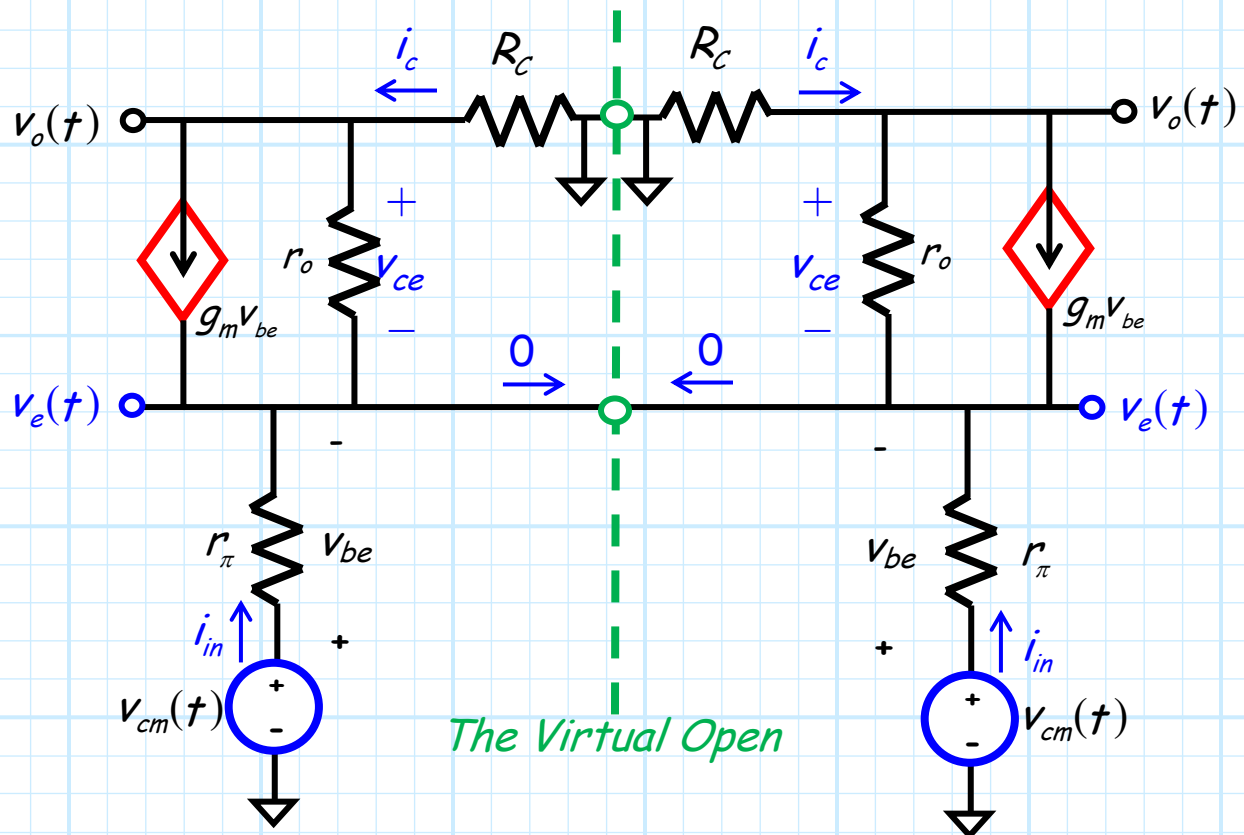 i_c R_C R_C i_c
v_o(t) v_o(t)
+ +
r_o v_ce v_ce r_o
− −
g_m v_be g_m v_be
0 0
v_e(t) v_e(t)
- -
r_π v_be v_be r_π
i_in + + i_in
+ +
v_cm(t) v_cm(t)
- -
The Virtual Open